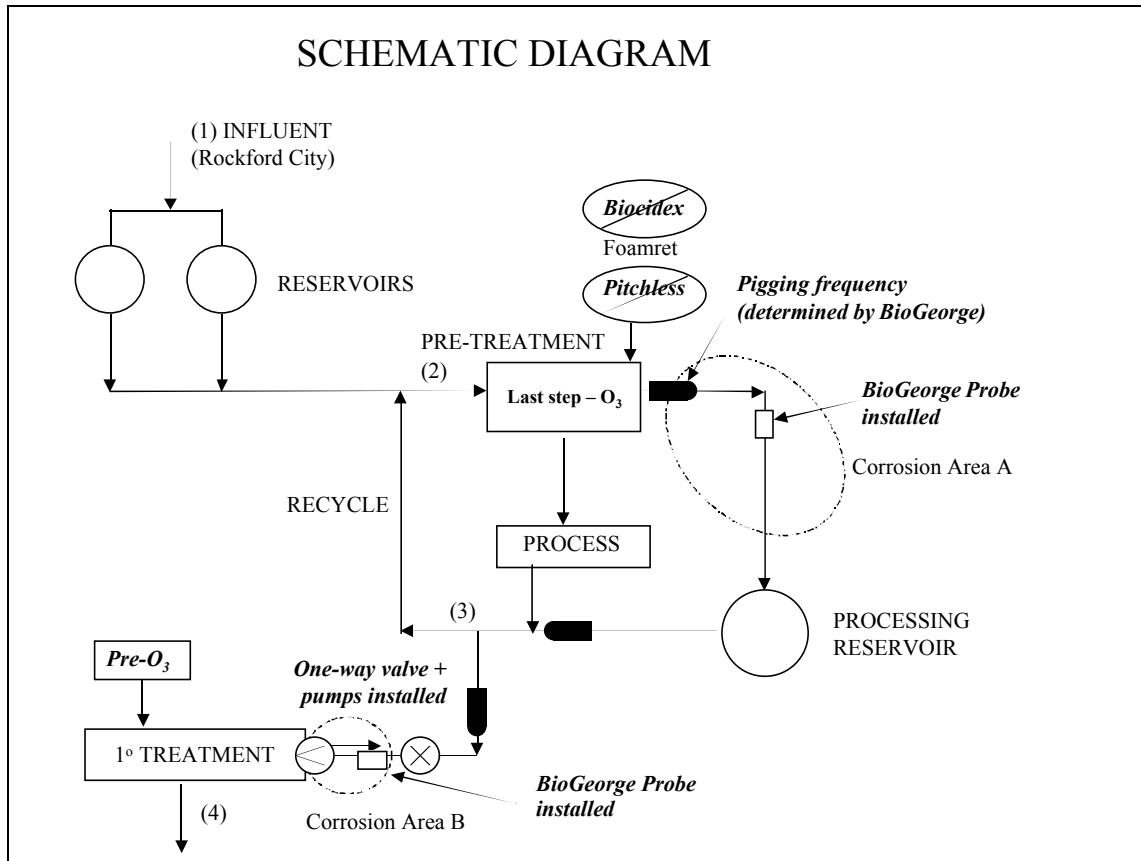 SCHEMATIC DIAGRAM
(1) INFLUENT
(Rockford City)
RESERVOIRS
Biocidex
Foamret
Pitchless
Pigging frequency
(determined by BioGeorge)
PRE-TREATMENT
(2)
Last step – O₃
BioGeorge Probe
installed
Corrosion Area A
RECYCLE
PROCESS
(3)
PROCESSING
RESERVOIR
Pre-O₃
One-way valve +
pumps installed
1º TREATMENT
BioGeorge Probe
installed
(4)
Corrosion Area B